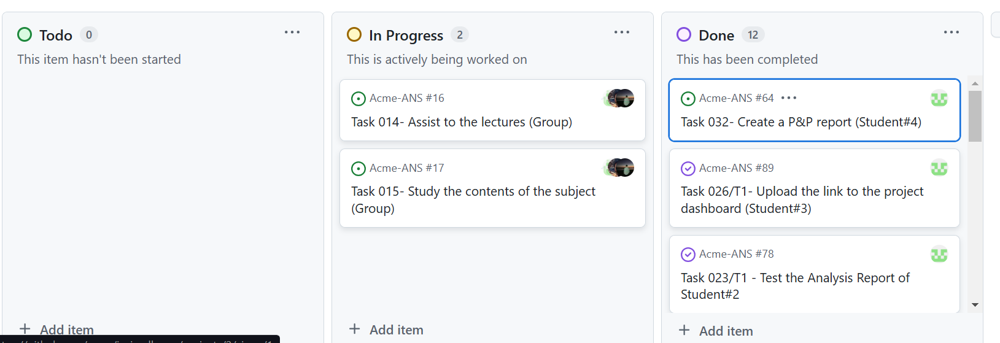 Todo 0
This item hasn't been started
Add item
In Progress 2
This is actively being worked on
Acme-ANS #16
Task 014- Assist to the lectures (Group)
Acme-ANS #17
Task 015- Study the contents of the subject
(Group)
Add item
Done 12
This has been completed
Acme-ANS #64
Task 032- Create a P&P report (Student#4)
Acme-ANS #89
Task 026/T1- Upload the link to the project
dashboard (Student#3)
Acme-ANS #78
Task 023/T1 - Test the Analysis Report of
Student#2
Add item